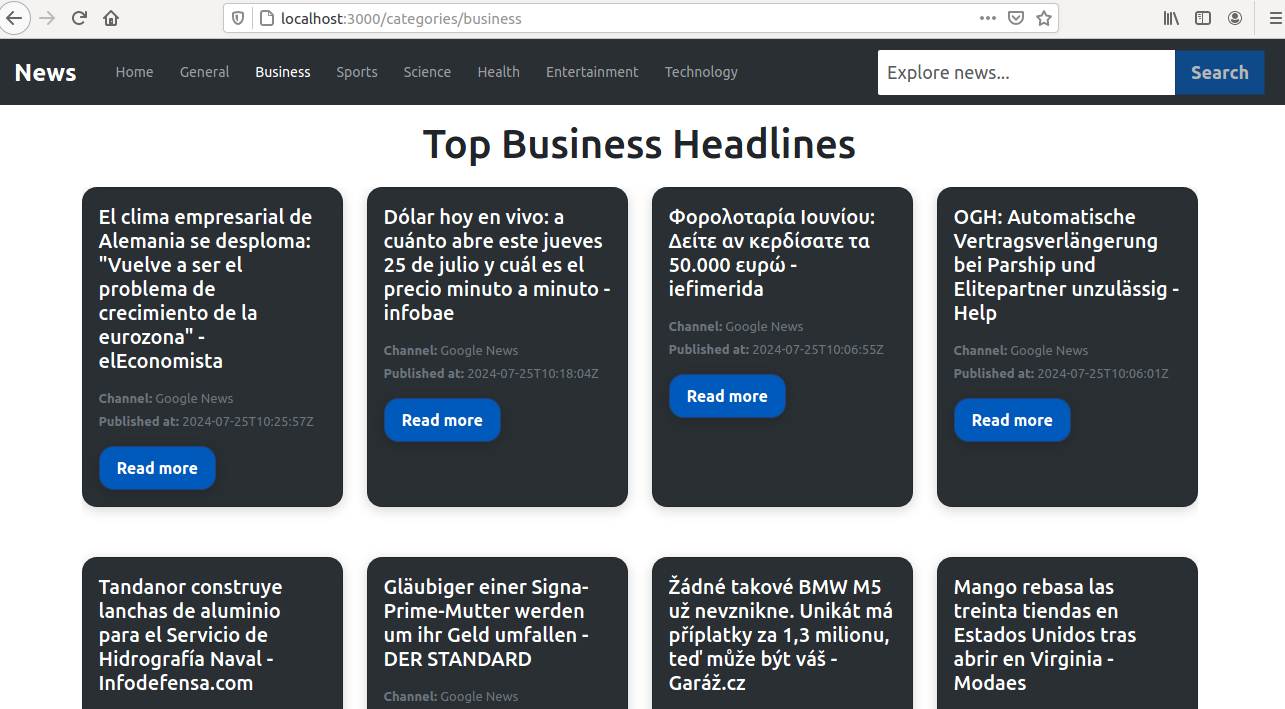 localhost:3000/categories/business
News Home General Business Sports Science Health Entertainment Technology Explore news... Search
Top Business Headlines
El clima empresarial de
Alemania se desploma:
"Vuelve a ser el
problema de
crecimiento de la
eurozona" -
elEconomista
Channel: Google News
Published at: 2024-07-25T10:25:57Z
Read more
Dólar hoy en vivo: a
cuánto abre este jueves
25 de julio y cuál es el
precio minuto a minuto -
infobae
Channel: Google News
Published at: 2024-07-25T10:18:04Z
Read more
Φορολοταρία Ιουνίου:
Δείτε αν κερδίσατε τα
50.000 ευρώ -
iefimerida
Channel: Google News
Published at: 2024-07-25T10:06:55Z
Read more
OGH: Automatische
Vertragsverlängerung
bei Parship und
Elitepartner unzulässig -
Help
Channel: Google News
Published at: 2024-07-25T10:06:01Z
Read more
Tandanor construye
lanchas de aluminio
para el Servicio de
Hidrografía Naval -
Infodefensa.com
Gläubiger einer Signa-
Prime-Mutter werden
um ihr Geld umfallen -
DER STANDARD
Channel: Google News
Žádné takové BMW M5
už nevznikne. Unikát má
příplatky za 1,3 milionu,
teď může být váš -
Garáž.cz
Mango rebasa las
treinta tiendas en
Estados Unidos tras
abrir en Virginia -
Modaes